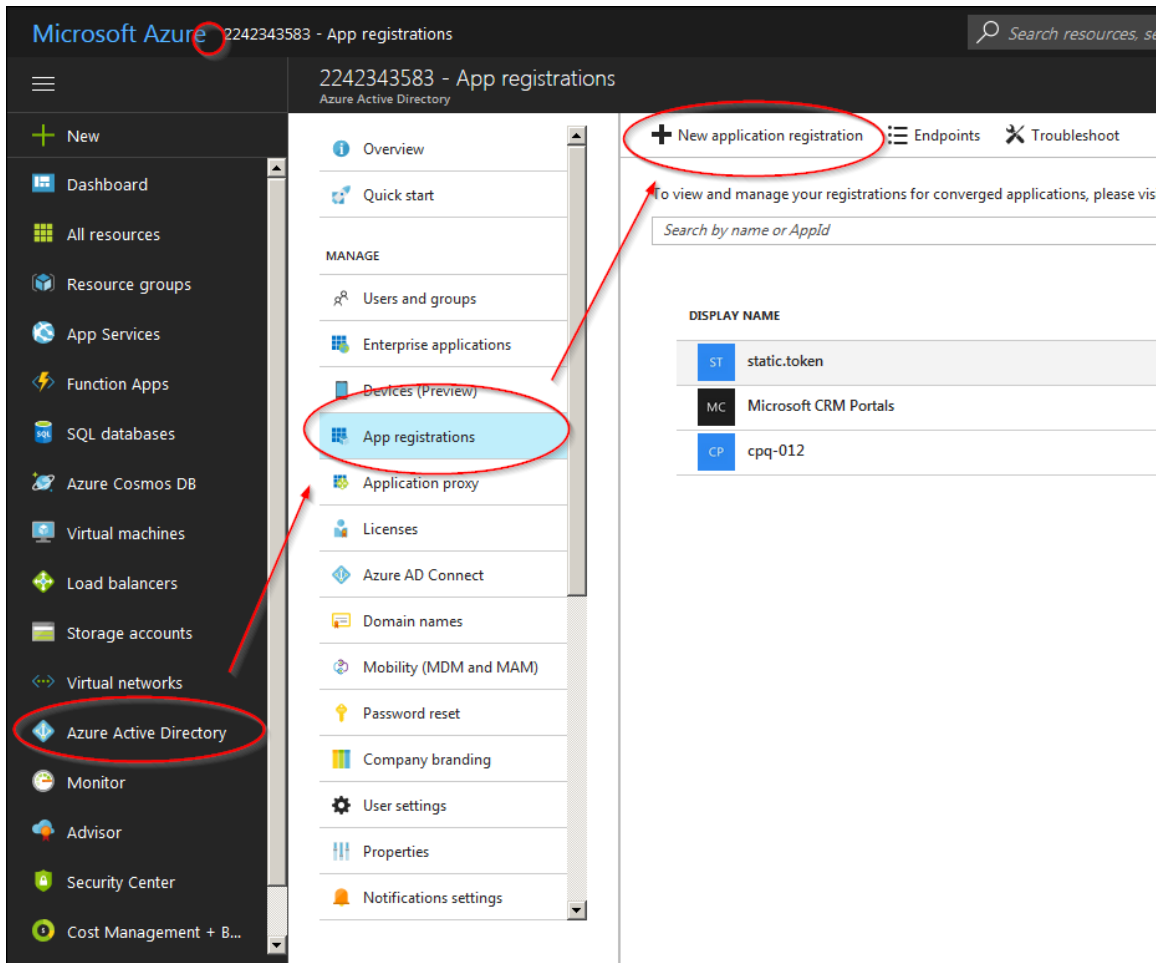 Microsoft Azure 2242343583 - App registrations
Search resources, se
2242343583 - App registrations
Azure Active Directory
New
Dashboard
All resources
Resource groups
App Services
Function Apps
SQL databases
Azure Cosmos DB
Virtual machines
Load balancers
Storage accounts
Virtual networks
Azure Active Directory
Monitor
Advisor
Security Center
Cost Management + B...
Overview
Quick start
MANAGE
Users and groups
Enterprise applications
Devices (Preview)
App registrations
Application proxy
Licenses
Azure AD Connect
Domain names
Mobility (MDM and MAM)
Password reset
Company branding
User settings
Properties
Notifications settings
New application registration Endpoints Troubleshoot
To view and manage your registrations for converged applications, please vis
Search by name or AppId
DISPLAY NAME
ST static.token
MC Microsoft CRM Portals
CP cpq-012